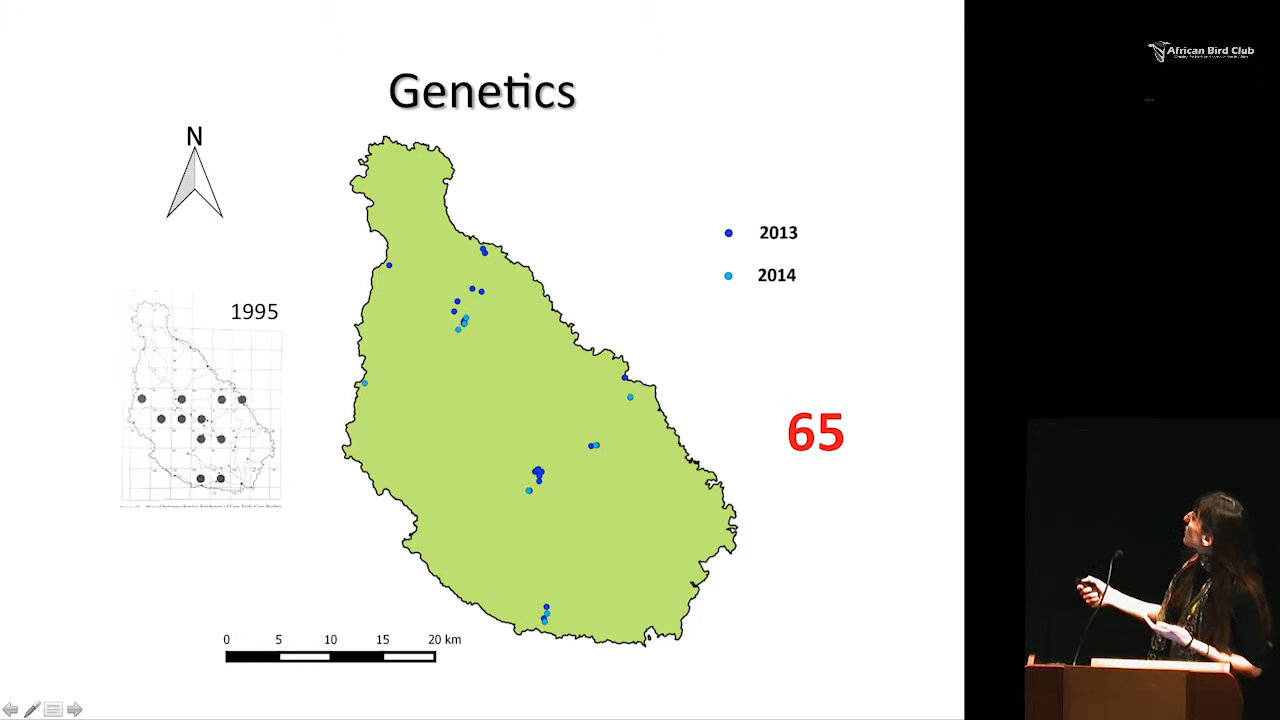 African Bird Club
Genetics
N
2013
2014
1995
65
0 5 10 15 20 km